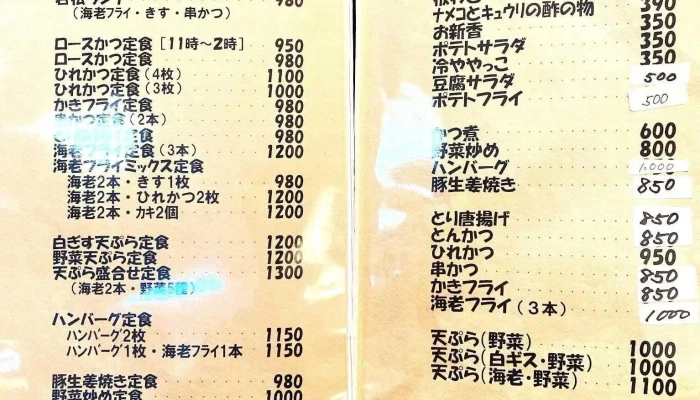 （海老フライ・きす・串かつ） 980
ロースかつ定食［11時〜2時］ 950
ロースかつ定食 980
ひれかつ定食（4枚） 1100
ひれかつ定食（3枚） 1000
かきフライ定食 980
串かつ定食（2本） 980
定食 980
海老フライ定食（3本） 1200
海老フライミックス定食
海老2本・きす1枚 980
海老2本・ひれかつ2枚 1200
海老2本・カキ2個 1200
白ぎす天ぷら定食 1200
野菜天ぷら定食 1200
天ぷら盛合せ定食 1300
（海老2本・野菜5種）
ハンバーグ定食
ハンバーグ2枚 1150
ハンバーグ1枚・海老フライ1本 1150
豚生姜焼き定食 980
野菜炒め定食 1000
390
ナメコとキュウリの酢の物 350
お新香 350
ポテトサラダ 350
冷ややっこ 350
豆腐サラダ 500
ポテトフライ 500
かつ煮 600
野菜炒め 800
ハンバーグ 1,000
豚生姜焼き 850
とり唐揚げ 850
とんかつ 850
ひれかつ 950
串かつ 850
かきフライ 850
海老フライ（3本） 1000
天ぷら（野菜） 1000
天ぷら（白ギス・野菜） 1000
天ぷら（海老・野菜） 1100